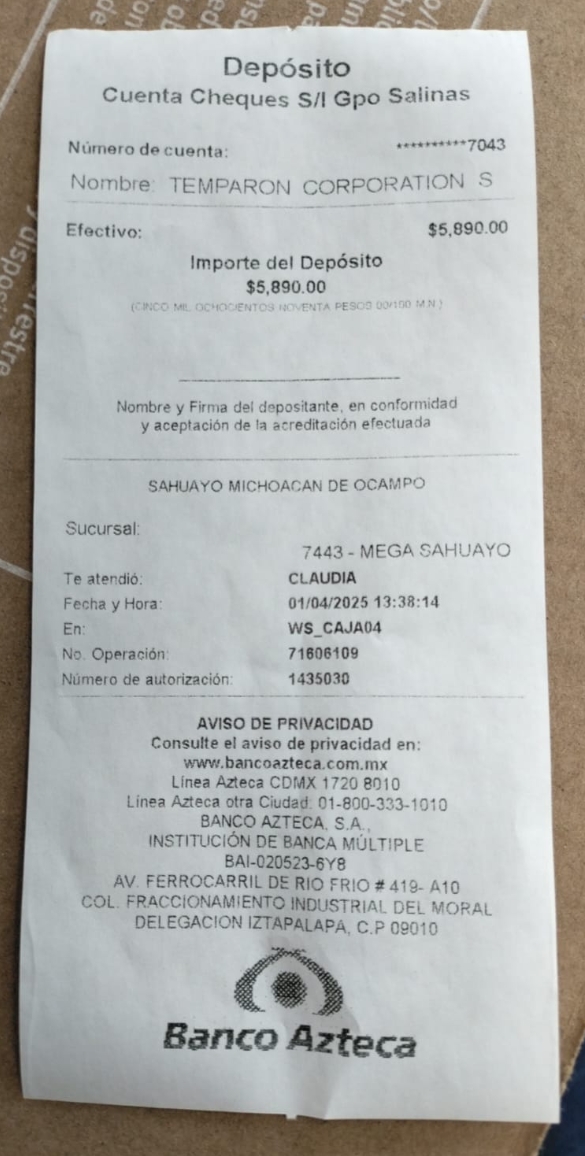 Depósito
Cuenta Cheques S/I Gpo Salinas
Número de cuenta: **********7043
Nombre: TEMPARON CORPORATION S
Efectivo: $5,890.00
Importe del Depósito
$5,890.00
(CINCO MIL OCHOCIENTOS NOVENTA PESOS 00/100 M.N.)
Nombre y Firma del depositante, en conformidad
y aceptación de la acreditación efectuada
SAHUAYO MICHOACAN DE OCAMPO
Sucursal:
7443 - MEGA SAHUAYO
Te atendió: CLAUDIA
Fecha y Hora: 01/04/2025 13:38:14
En: WS_CAJA04
No. Operación: 71606109
Número de autorización: 1435030
AVISO DE PRIVACIDAD
Consulte el aviso de privacidad en:
www.bancoazteca.com.mx
Línea Azteca CDMX 1720 8010
Línea Azteca otra Ciudad: 01-800-333-1010
BANCO AZTECA, S.A.,
INSTITUCIÓN DE BANCA MÚLTIPLE
BAI-020523-6Y8
AV. FERROCARRIL DE RIO FRIO # 419- A10
COL. FRACCIONAMIENTO INDUSTRIAL DEL MORAL
DELEGACION IZTAPALAPA, C.P 09010
Banco Azteca